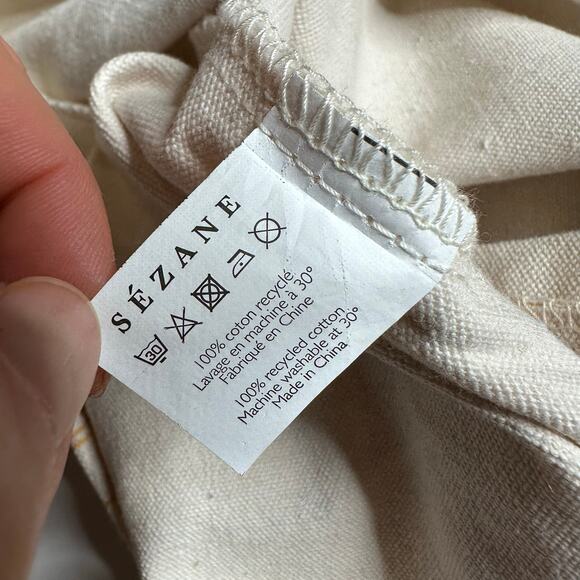 SÉZANE
30
100% coton recyclé
Lavage en machine à 30°
Fabriqué en Chine
100% recycled cotton
Machine washable at 30°
Made in China